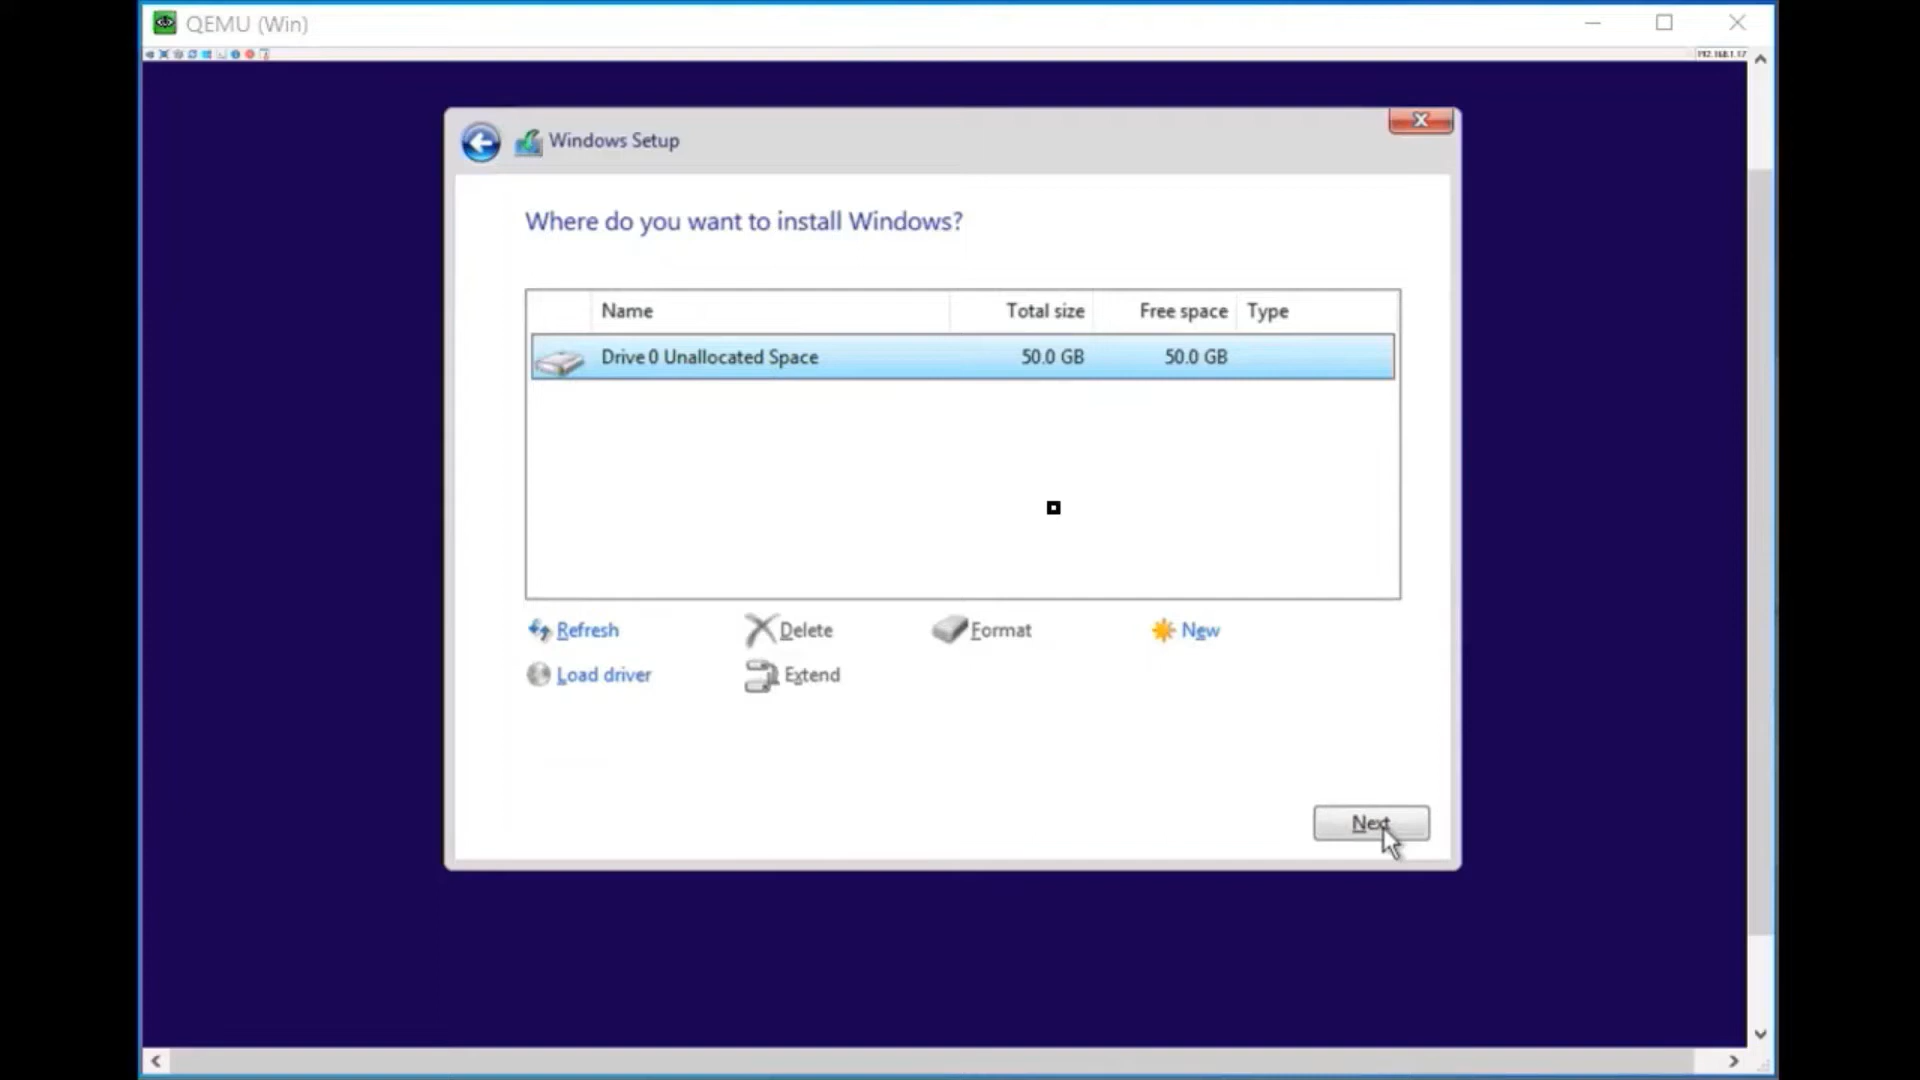 QEMU (Win)
Windows Setup
Where do you want to install Windows?
Name Total size Free space Type
Drive 0 Unallocated Space 50.0 GB 50.0 GB
Refresh Delete Format New
Load driver Extend
Next